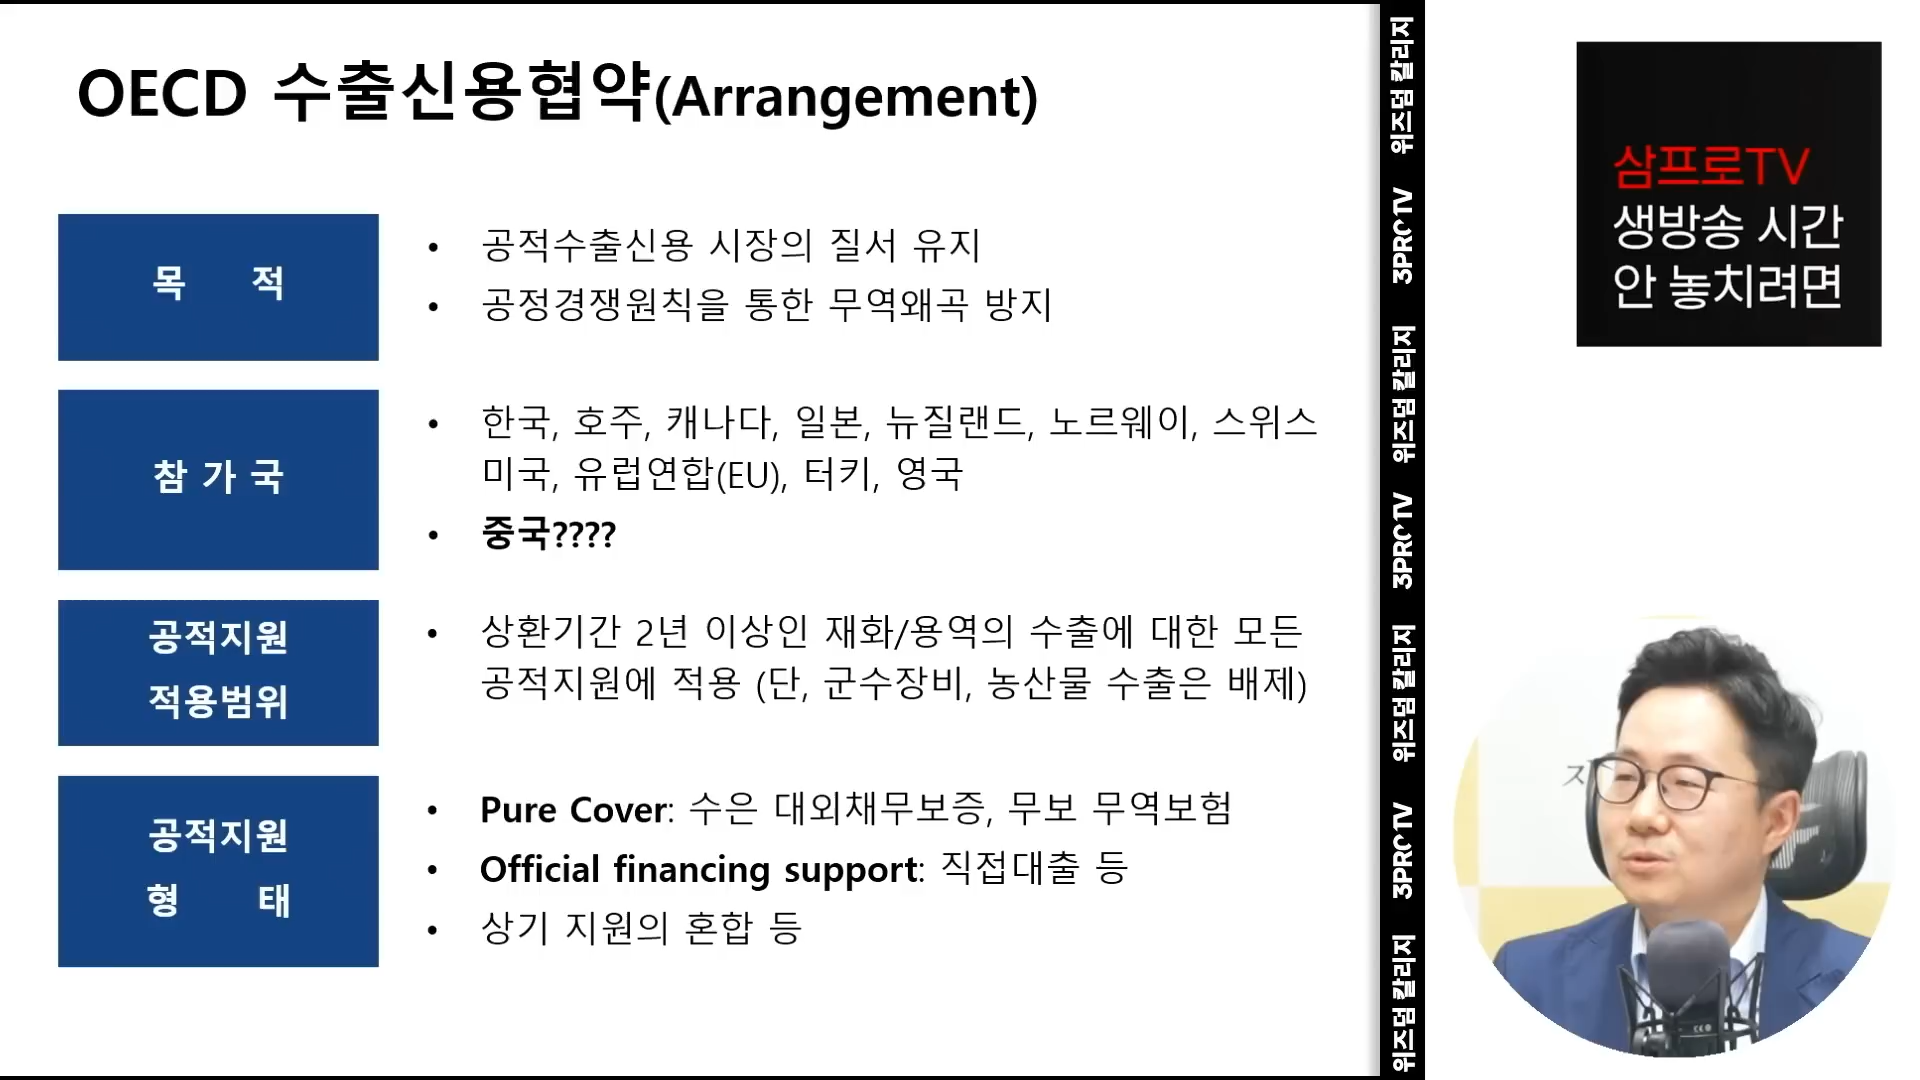 OECD 수출신용협약(Arrangement)
목 적
• 공적수출신용 시장의 질서 유지
• 공정경쟁원칙을 통한 무역왜곡 방지
참 가 국
• 한국, 호주, 캐나다, 일본, 뉴질랜드, 노르웨이, 스위스
미국, 유럽연합(EU), 터키, 영국
• 중국????
공적지원
적용범위
• 상환기간 2년 이상인 재화/용역의 수출에 대한 모든
공적지원에 적용 (단, 군수장비, 농산물 수출은 배제)
공적지원
형 태
• Pure Cover: 수은 대외채무보증, 무보 무역보험
• Official financing support: 직접대출 등
• 상기 지원의 혼합 등
위즈덤 칼리지
3PROTV
위즈덤 칼리지
3PROTV
위즈덤 칼리지
3PROTV
위즈덤 칼리지
삼프로TV
생방송 시간
안 놓치려면